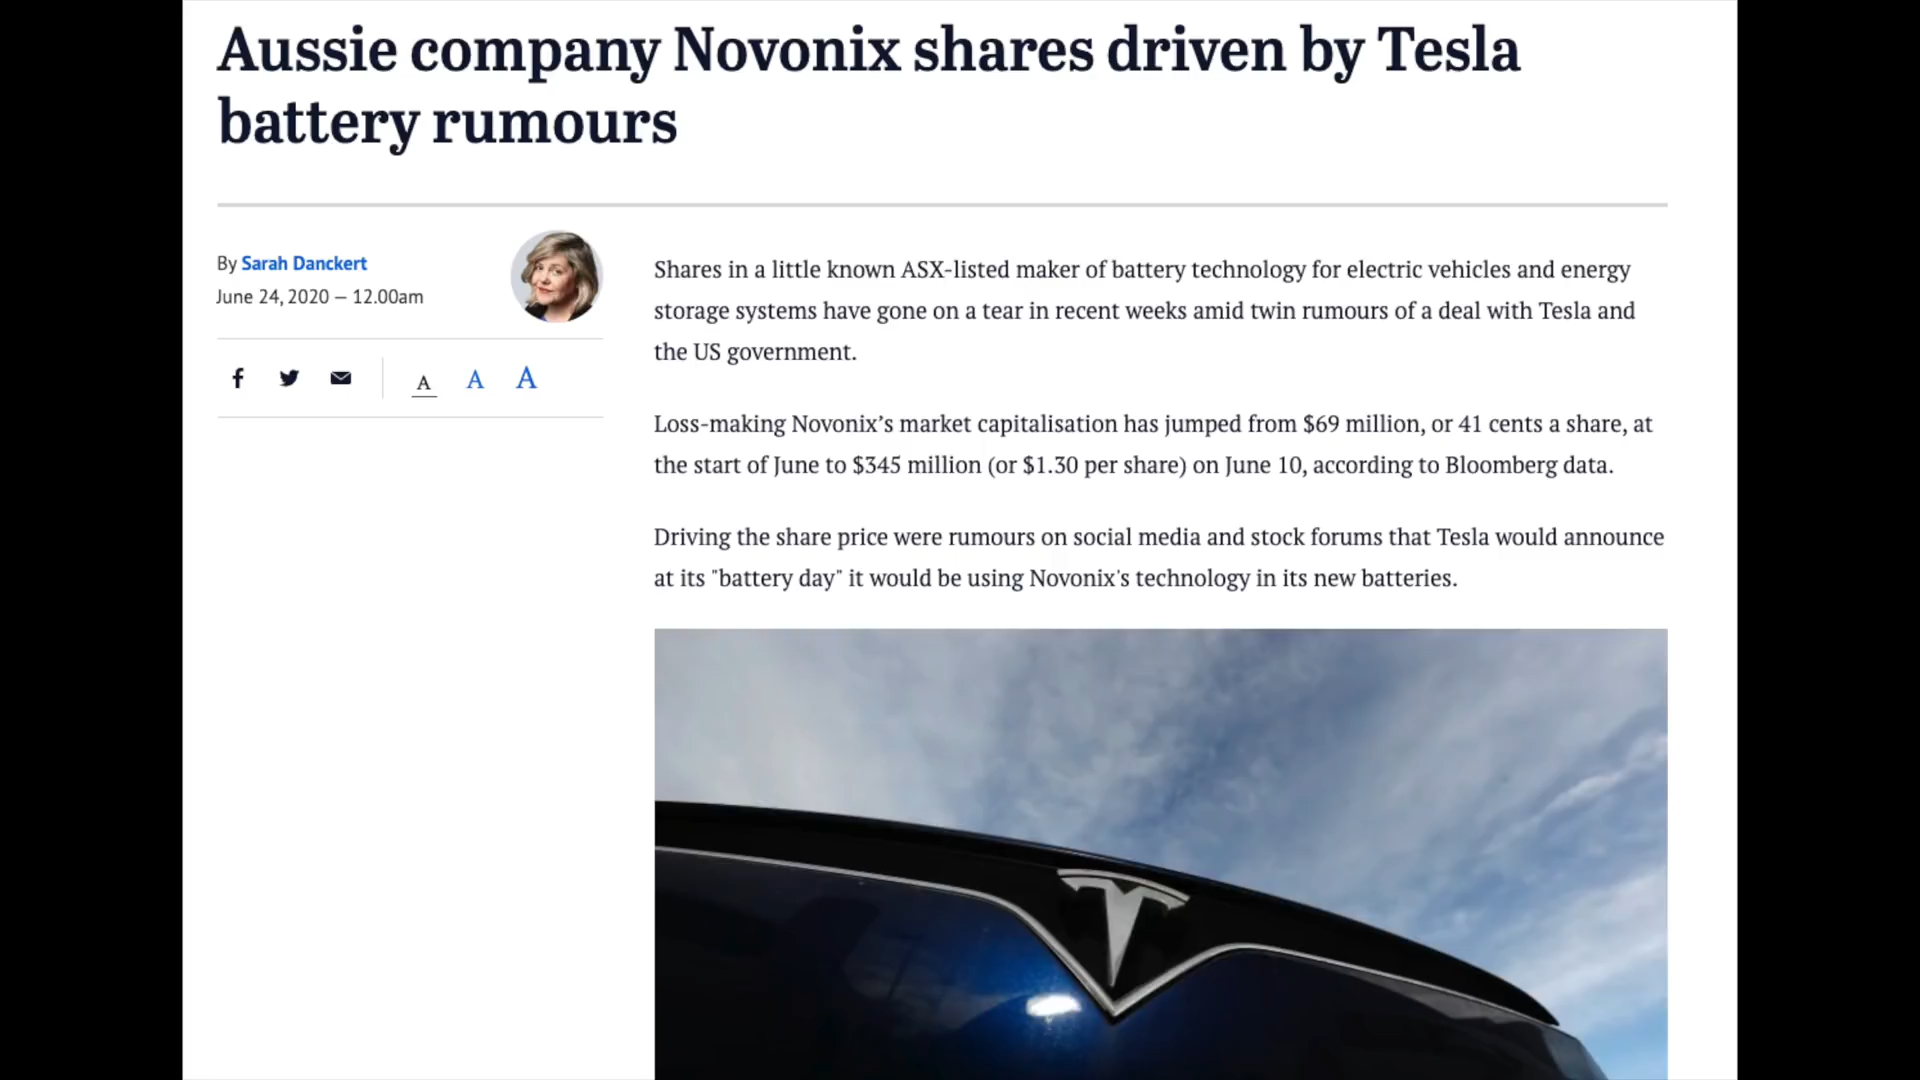 Aussie company Novonix shares driven by Tesla
battery rumours
By Sarah Danckert
June 24, 2020 — 12.00am
A A A
Shares in a little known ASX-listed maker of battery technology for electric vehicles and energy
storage systems have gone on a tear in recent weeks amid twin rumours of a deal with Tesla and
the US government.
Loss-making Novonix’s market capitalisation has jumped from $69 million, or 41 cents a share, at
the start of June to $345 million (or $1.30 per share) on June 10, according to Bloomberg data.
Driving the share price were rumours on social media and stock forums that Tesla would announce
at its "battery day" it would be using Novonix's technology in its new batteries.